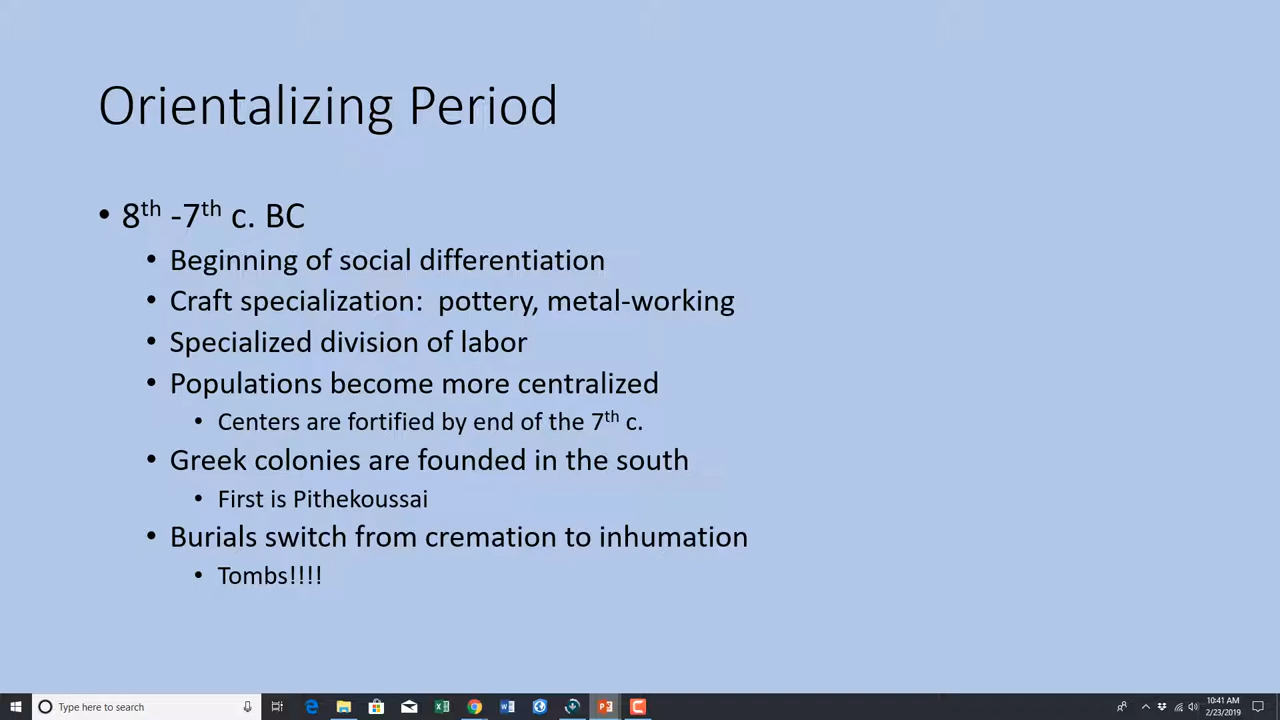 Orientalizing Period
• 8th -7th c. BC
• Beginning of social differentiation
• Craft specialization:  pottery, metal-working
• Specialized division of labor
• Populations become more centralized
• Centers are fortified by end of the 7th c.
• Greek colonies are founded in the south
• First is Pithekoussai
• Burials switch from cremation to inhumation
• Tombs!!!!
Type here to search
10:41 AM
2/23/2019